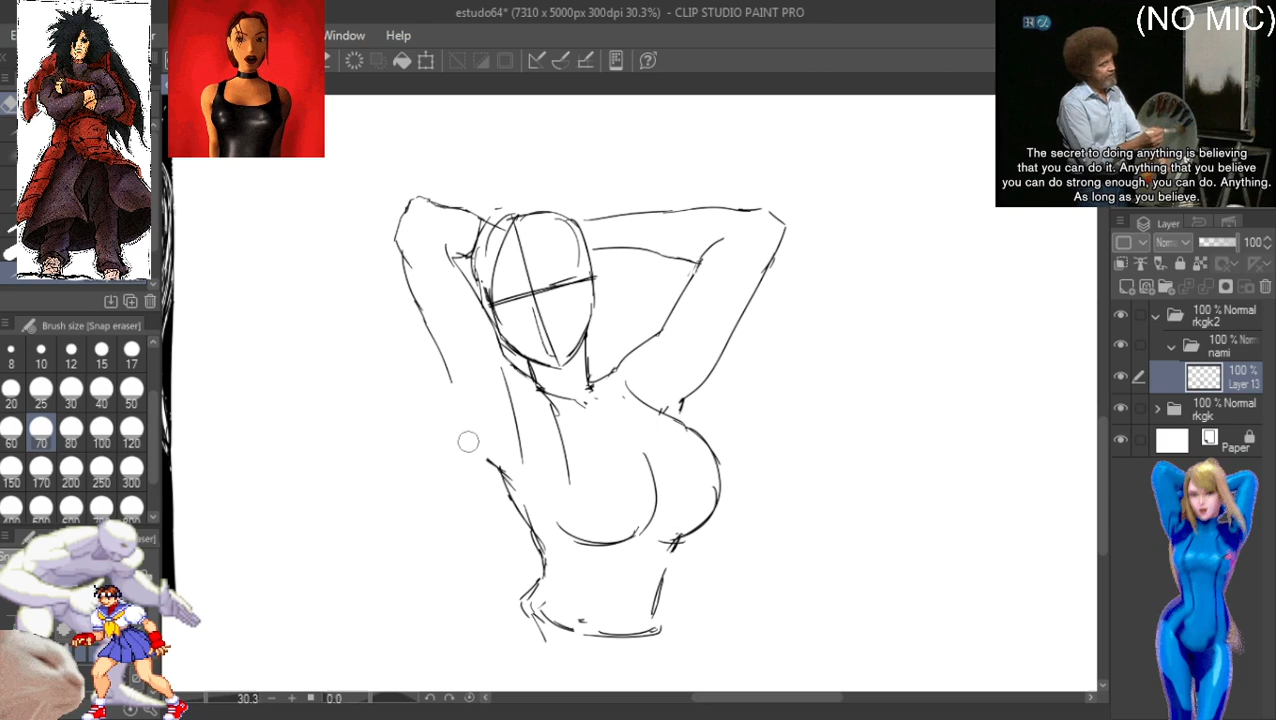 estudo64* (7310 x 5000px 300dpi 30.3%) - CLIP STUDIO PAINT PRO
(NO MIC)
Window Help
The secret to doing anything is believing
that you can do it. Anything that you believe
you can do strong enough, you can do. Anything.
As long as you believe.
Layer
100
100 % Normal
rkgk2
100 %
nami
100 %
Layer 13
100 % Normal
rkgk
Paper
Brush size [Snap eraser]
8 10 12 15 17
20 25 30 40 50
60 70 80 100 120
150 170 200 250 300
30.3 0.0